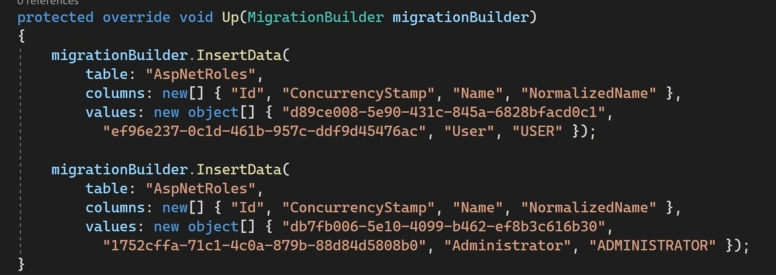 0 references
protected override void Up(MigrationBuilder migrationBuilder)
{
migrationBuilder.InsertData(
table: "AspNetRoles",
columns: new[] { "Id", "ConcurrencyStamp", "Name", "NormalizedName" },
values: new object[] { "d89ce008-5e90-431c-845a-6828bfacd0c1",
"ef96e237-0c1d-461b-957c-ddf9d45476ac", "User", "USER" });
migrationBuilder.InsertData(
table: "AspNetRoles",
columns: new[] { "Id", "ConcurrencyStamp", "Name", "NormalizedName" },
values: new object[] { "db7fb006-5e10-4099-b462-ef8b3c616b30",
"1752cffa-71c1-4c0a-879b-88d84d5808b0", "Administrator", "ADMINISTRATOR" });
}